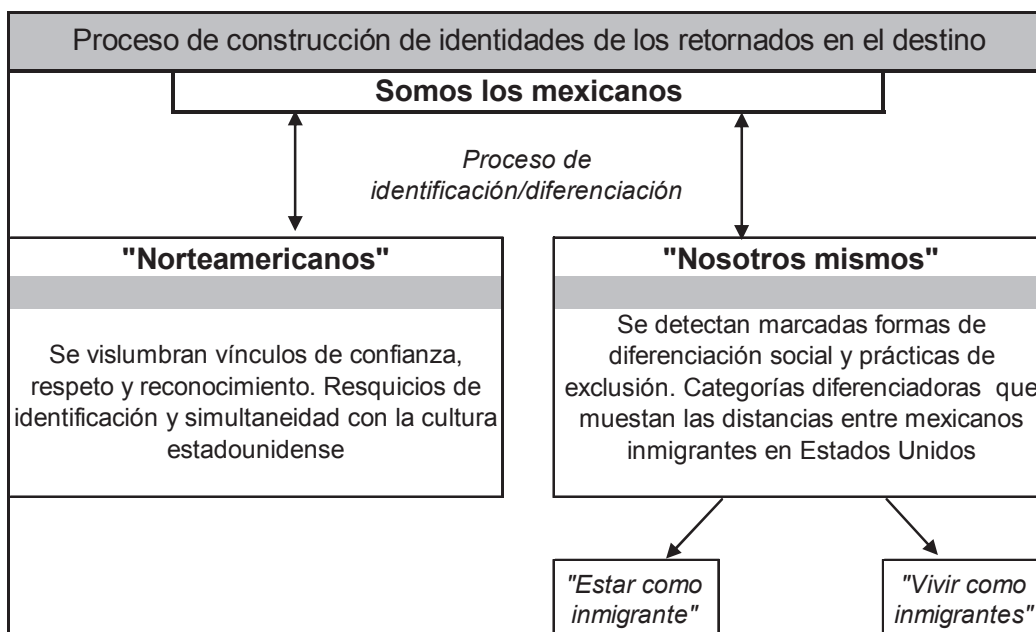 Proceso de construcción de identidades de los retornados en el destino
Somos los mexicanos
Proceso de
identificación/diferenciación
"Norteamericanos"
Se vislumbran vínculos de confianza,
respeto y reconocimiento. Resquicios de
identificación y simultaneidad con la cultura
estadounidense
"Nosotros mismos"
Se detectan marcadas formas de
diferenciación social y prácticas de
exclusión. Categorías diferenciadoras que
muestan las distancias entre mexicanos
inmigrantes en Estados Unidos
"Estar como
inmigrante"
"Vivir como
inmigrantes"